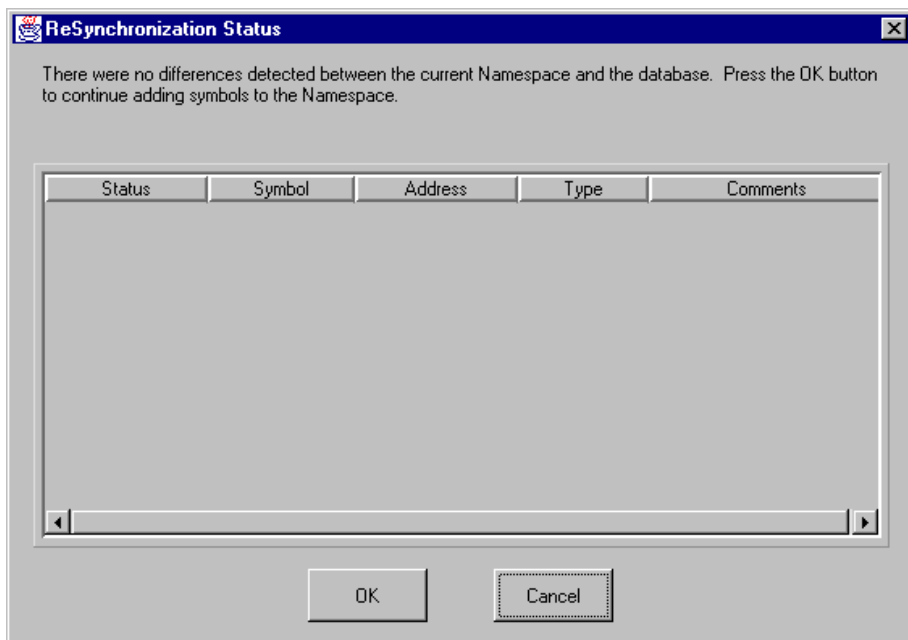 ReSynchronization Status
There were no differences detected between the current Namespace and the database.  Press the OK button
to continue adding symbols to the Namespace.
Status Symbol Address Type Comments
OK Cancel